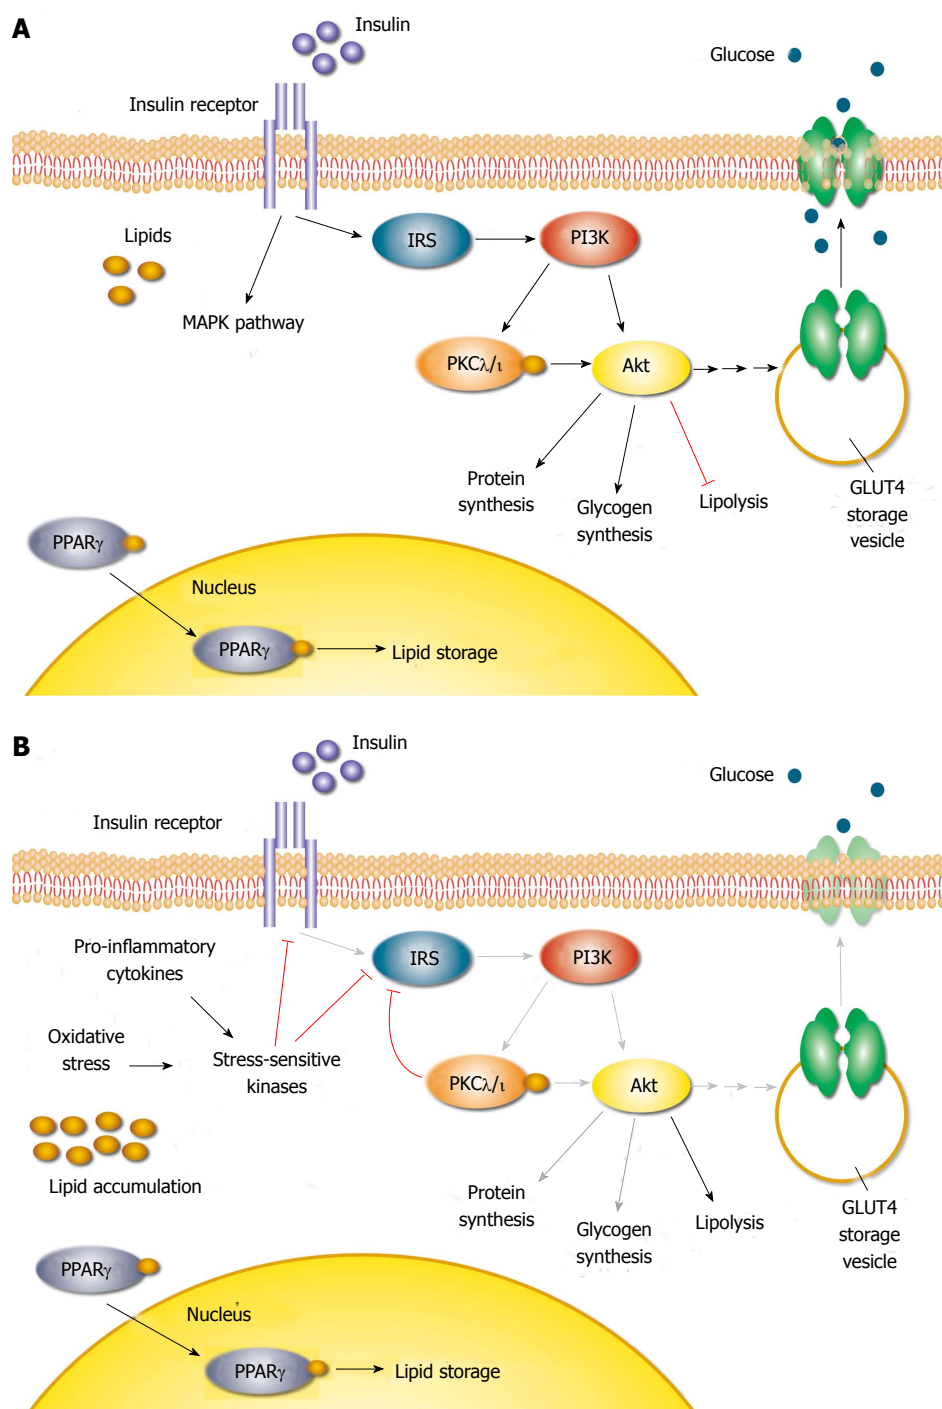 A
Insulin
Glucose
Insulin receptor
Lipids
IRS
PI3K
MAPK pathway
PKCλ/ι
Akt
Protein
synthesis
Glycogen
synthesis
Lipolysis
GLUT4
storage
vesicle
PPARγ
Nucleus
PPARγ
Lipid storage
B
Insulin
Glucose
Insulin receptor
Pro-inflammatory
cytokines
IRS
PI3K
Oxidative
stress
Stress-sensitive
kinases
PKCλ/ι
Akt
Lipid accumulation
Protein
synthesis
Glycogen
synthesis
Lipolysis
GLUT4
storage
vesicle
PPARγ
Nucleus
PPARγ
Lipid storage